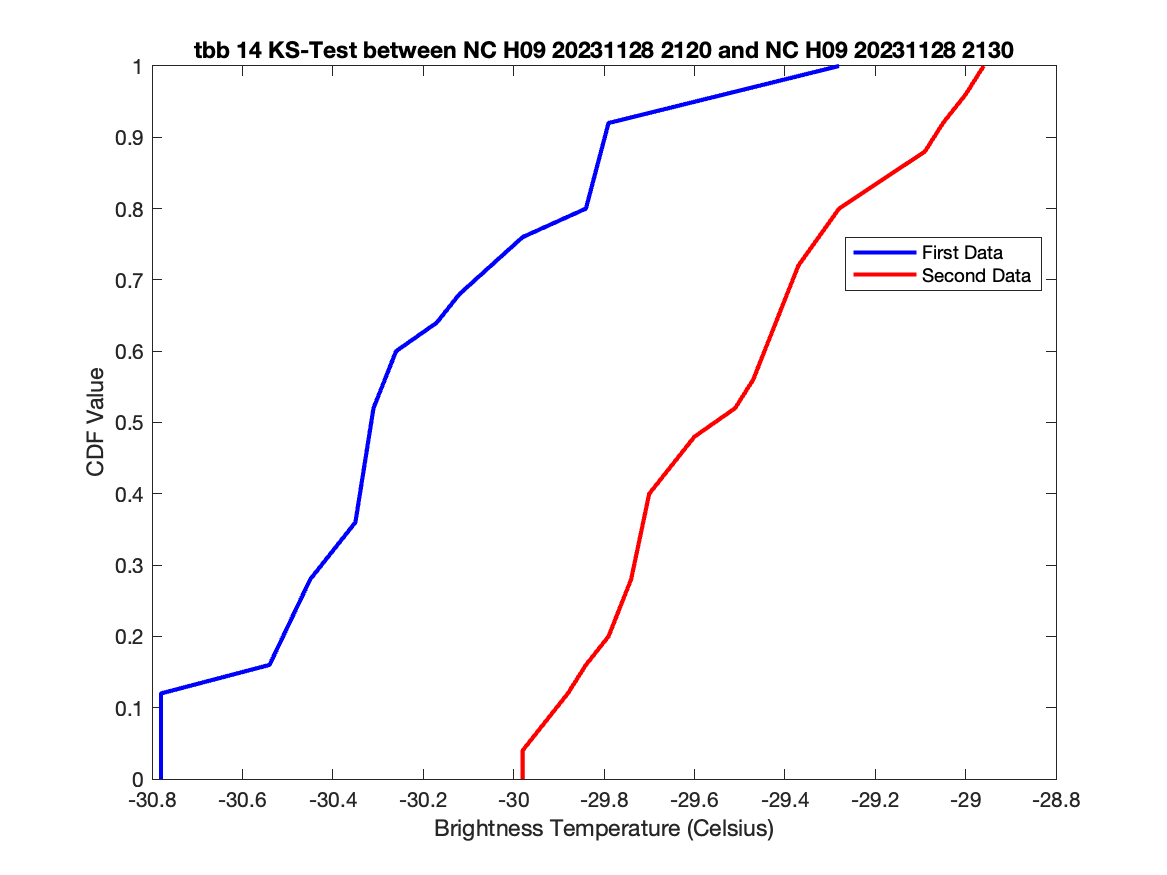 tbb 14 KS-Test between NC H09 20231128 2120 and NC H09 20231128 2130
1
0.9
0.8
0.7
0.6
0.5
0.4
0.3
0.2
0.1
0
CDF Value
First Data
Second Data
-30.8 -30.6 -30.4 -30.2 -30 -29.8 -29.6 -29.4 -29.2 -29 -28.8
Brightness Temperature (Celsius)